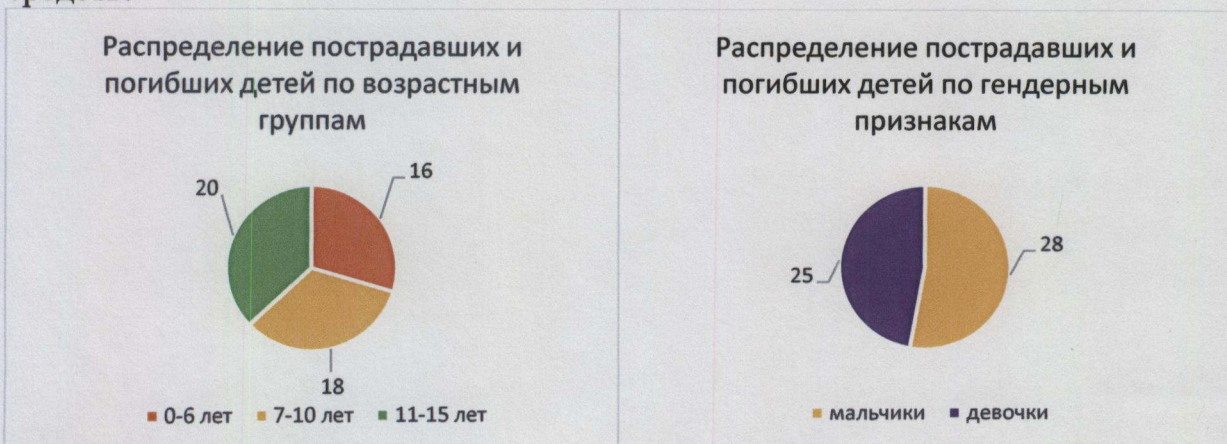 Распределение пострадавших и
погибших детей по возрастным
группам
20
16
18
0-6 лет 7-10 лет 11-15 лет
Распределение пострадавших и
погибших детей по гендерным
признакам
28
25
мальчики девочки